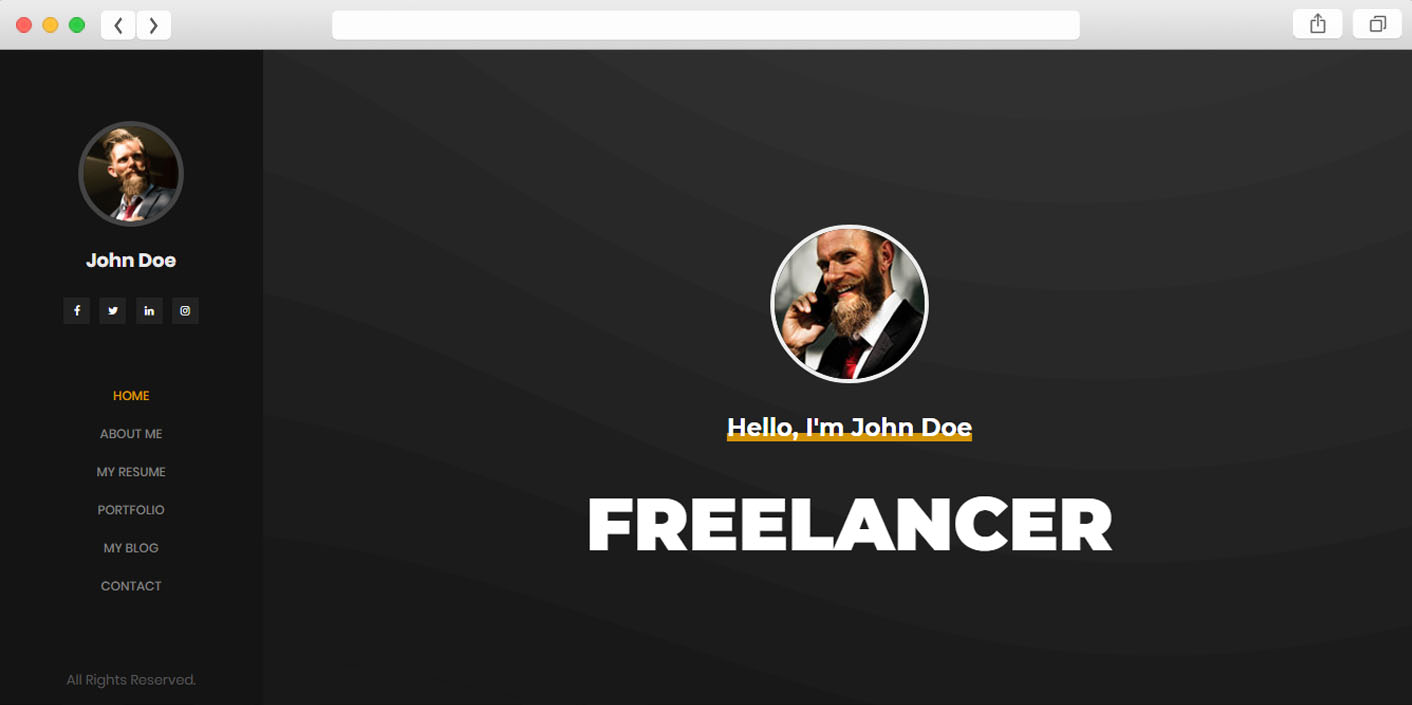 John Doe
HOME
ABOUT ME
MY RESUME
PORTFOLIO
MY BLOG
CONTACT
All Rights Reserved.
Hello, I'm John Doe
FREELANCER